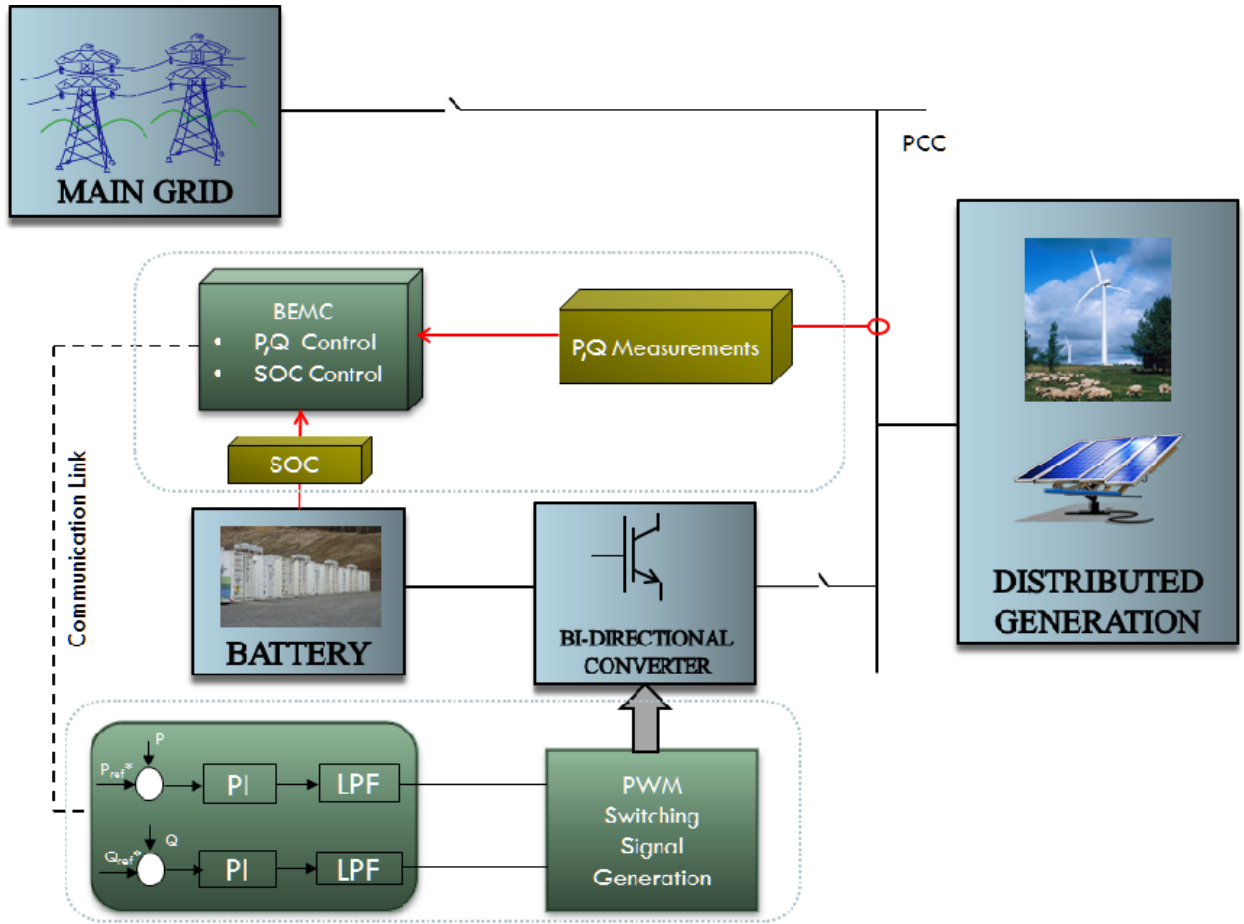 MAIN GRID
PCC
BEMC
• P,Q Control
• SOC Control
P,Q Measurements
SOC
Communication Link
BATTERY
BI-DIRECTIONAL
CONVERTER
DISTRIBUTED
GENERATION
P
Pref*
PI
LPF
Q
Qref*
PI
LPF
PWM
Switching
Signal
Generation